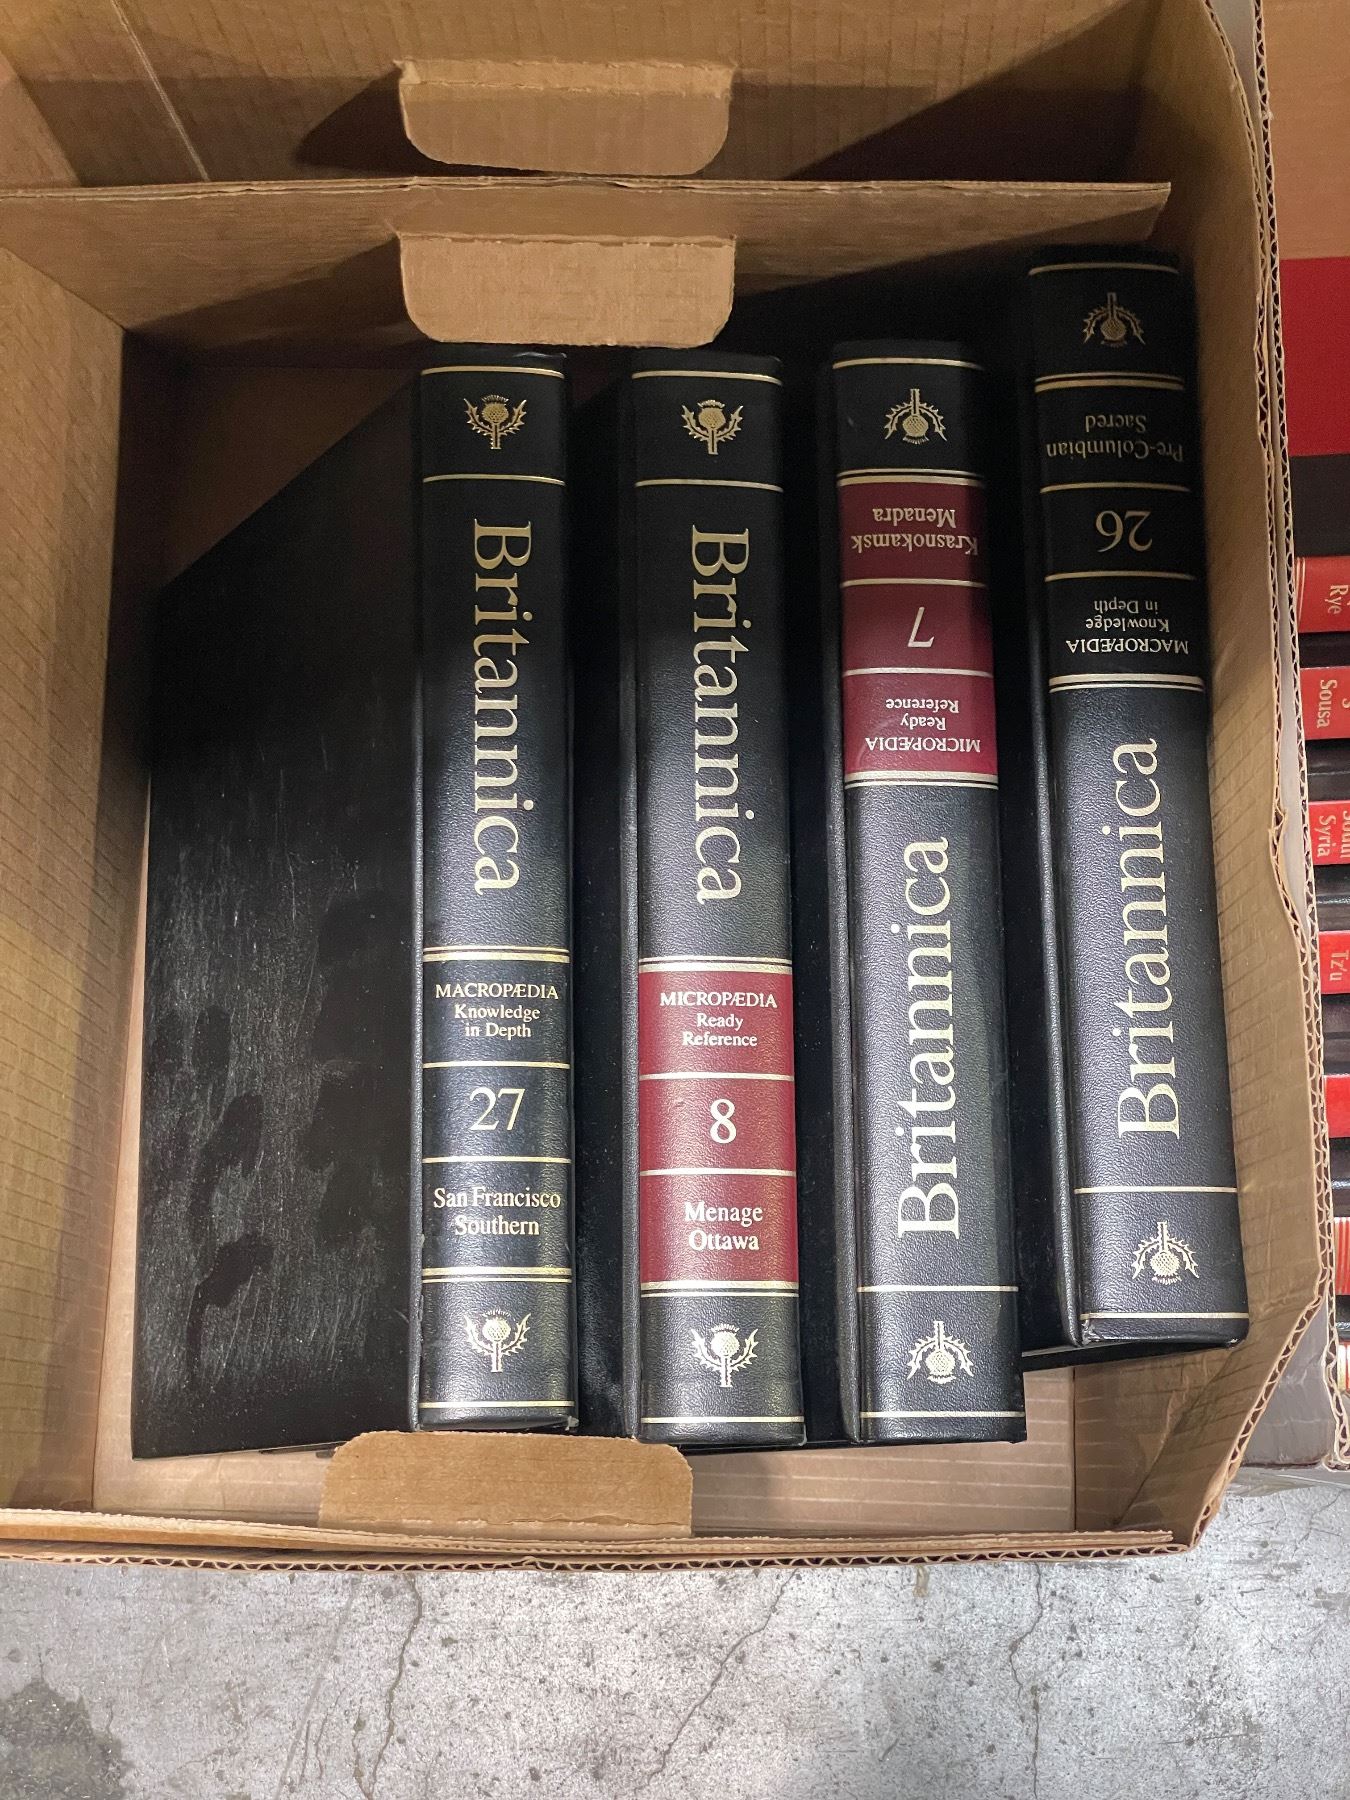 Britannica
MACROPÆDIA
Knowledge
in Depth
27
San Francisco
Southern
Britannica
MICROPÆDIA
Ready
Reference
8
Menage
Ottawa
Britannica
MICROPÆDIA
Ready
Reference
7
Krasnokamsk
Menadra
Britannica
MACROPÆDIA
Knowledge
in Depth
26
Pre-Columbian
Sacred
Rye
Sousa
Syria
Tz'u